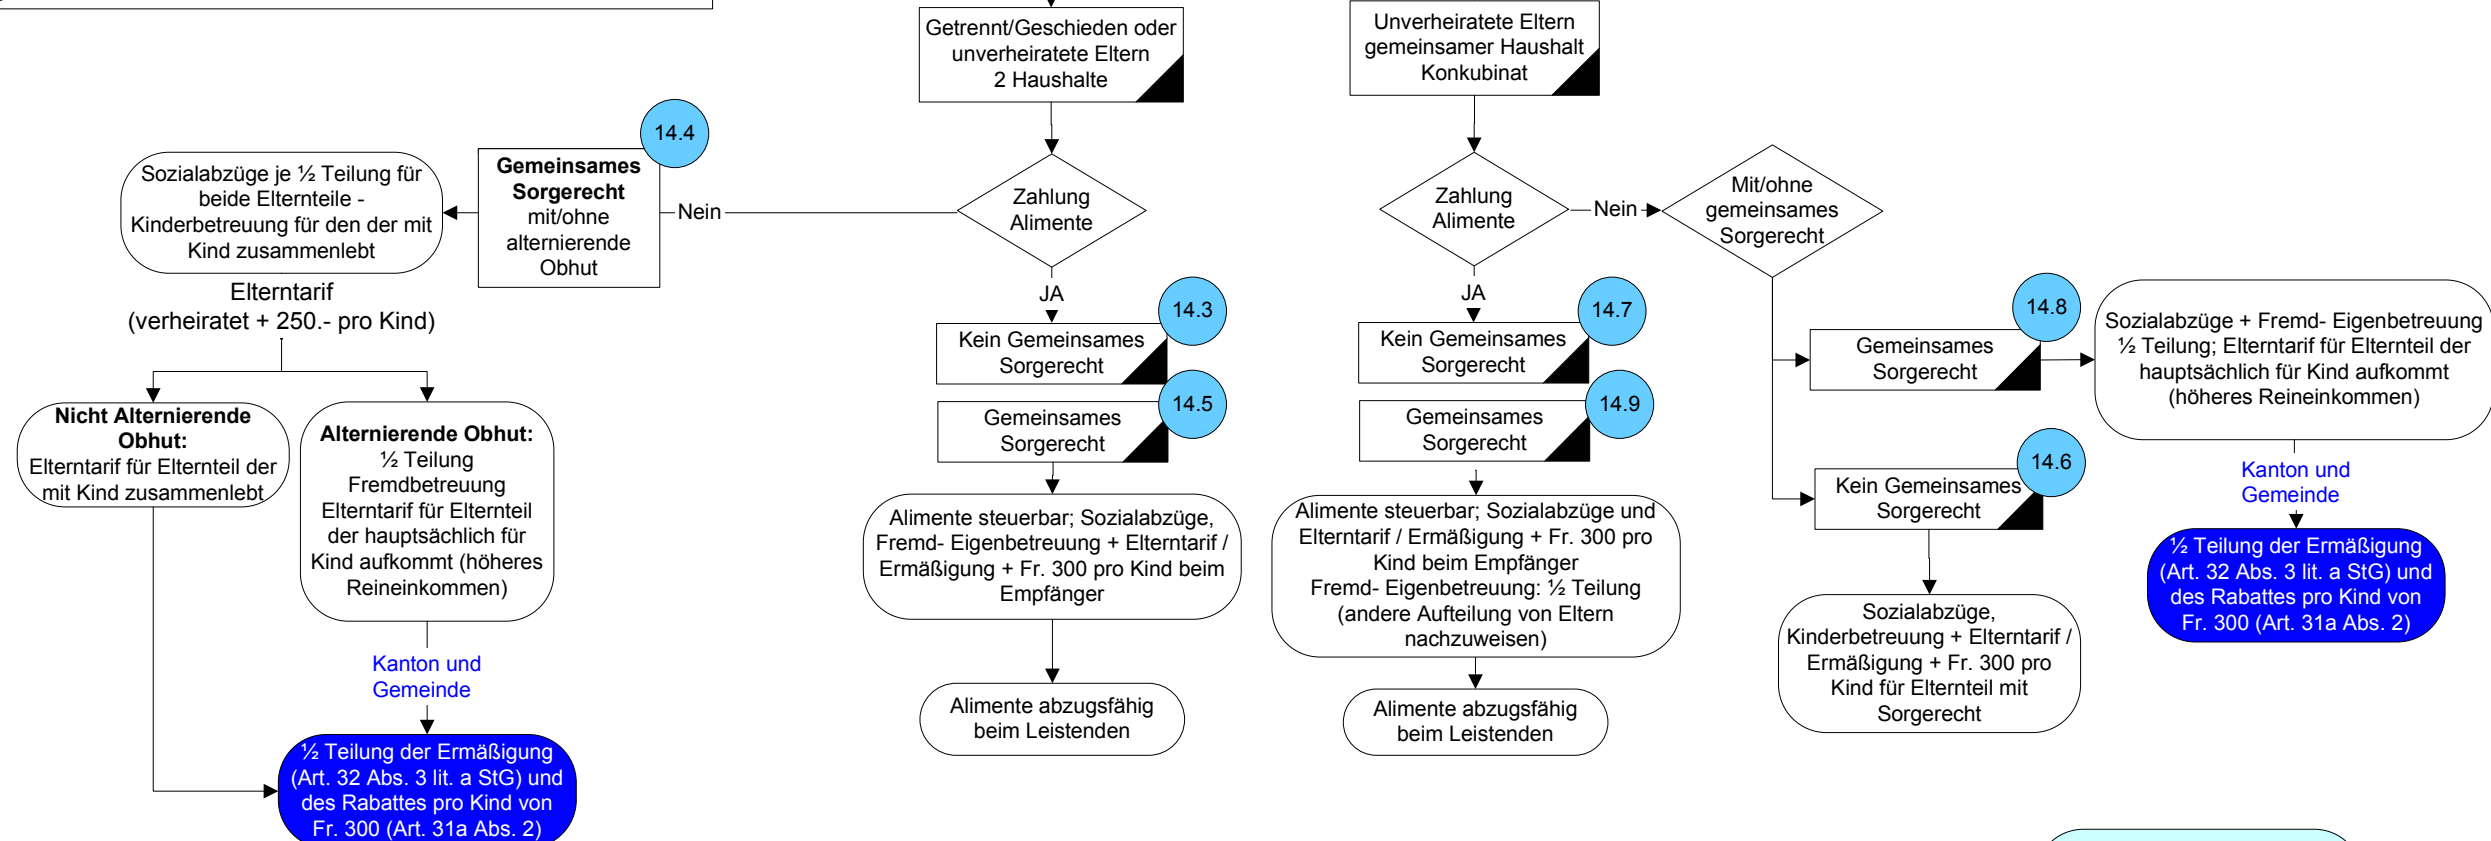 Getrennt/Geschieden oder
unverheiratete Eltern
2 Haushalte
Unverheiratete Eltern
gemeinsamer Haushalt
Konkubinat
14.4
Gemeinsames
Sorgerecht
mit/ohne
alternierende
Obhut
Nein
Zahlung
Alimente
Sozialabzüge je ½ Teilung für
beide Elternteile -
Kinderbetreuung für den der mit
Kind zusammenlebt
Elterntarif
(verheiratet + 250.- pro Kind)
Nicht Alternierende
Obhut:
Elterntarif für Elternteil der
mit Kind zusammenlebt
Alternierende Obhut:
½ Teilung
Fremdbetreuung
Elterntarif für Elternteil
der hauptsächlich für
Kind aufkommt (höheres
Reineinkommen)
Kanton und
Gemeinde
½ Teilung der Ermäßigung
(Art. 32 Abs. 3 lit. a StG) und
des Rabattes pro Kind von
Fr. 300 (Art. 31a Abs. 2)
JA
14.3
Kein Gemeinsames
Sorgerecht
14.5
Gemeinsames
Sorgerecht
Alimente steuerbar; Sozialabzüge,
Fremd- Eigenbetreuung + Elterntarif /
Ermäßigung + Fr. 300 pro Kind beim
Empfänger
Alimente abzugsfähig
beim Leistenden
Zahlung
Alimente
Nein
Mit/ohne
gemeinsames
Sorgerecht
JA
14.7
Kein Gemeinsames
Sorgerecht
14.9
Gemeinsames
Sorgerecht
Alimente steuerbar; Sozialabzüge und
Elterntarif / Ermäßigung + Fr. 300 pro
Kind beim Empfänger
Fremd- Eigenbetreuung: ½ Teilung
(andere Aufteilung von Eltern
nachzuweisen)
Alimente abzugsfähig
beim Leistenden
14.8
Gemeinsames
Sorgerecht
Sozialabzüge + Fremd- Eigenbetreuung
½ Teilung; Elterntarif für Elternteil der
hauptsächlich für Kind aufkommt
(höheres Reineinkommen)
Kanton und
Gemeinde
½ Teilung der Ermäßigung
(Art. 32 Abs. 3 lit. a StG) und
des Rabattes pro Kind von
Fr. 300 (Art. 31a Abs. 2)
14.6
Kein Gemeinsames
Sorgerecht
Sozialabzüge,
Kinderbetreuung + Elterntarif /
Ermäßigung + Fr. 300 pro
Kind für Elternteil mit
Sorgerecht